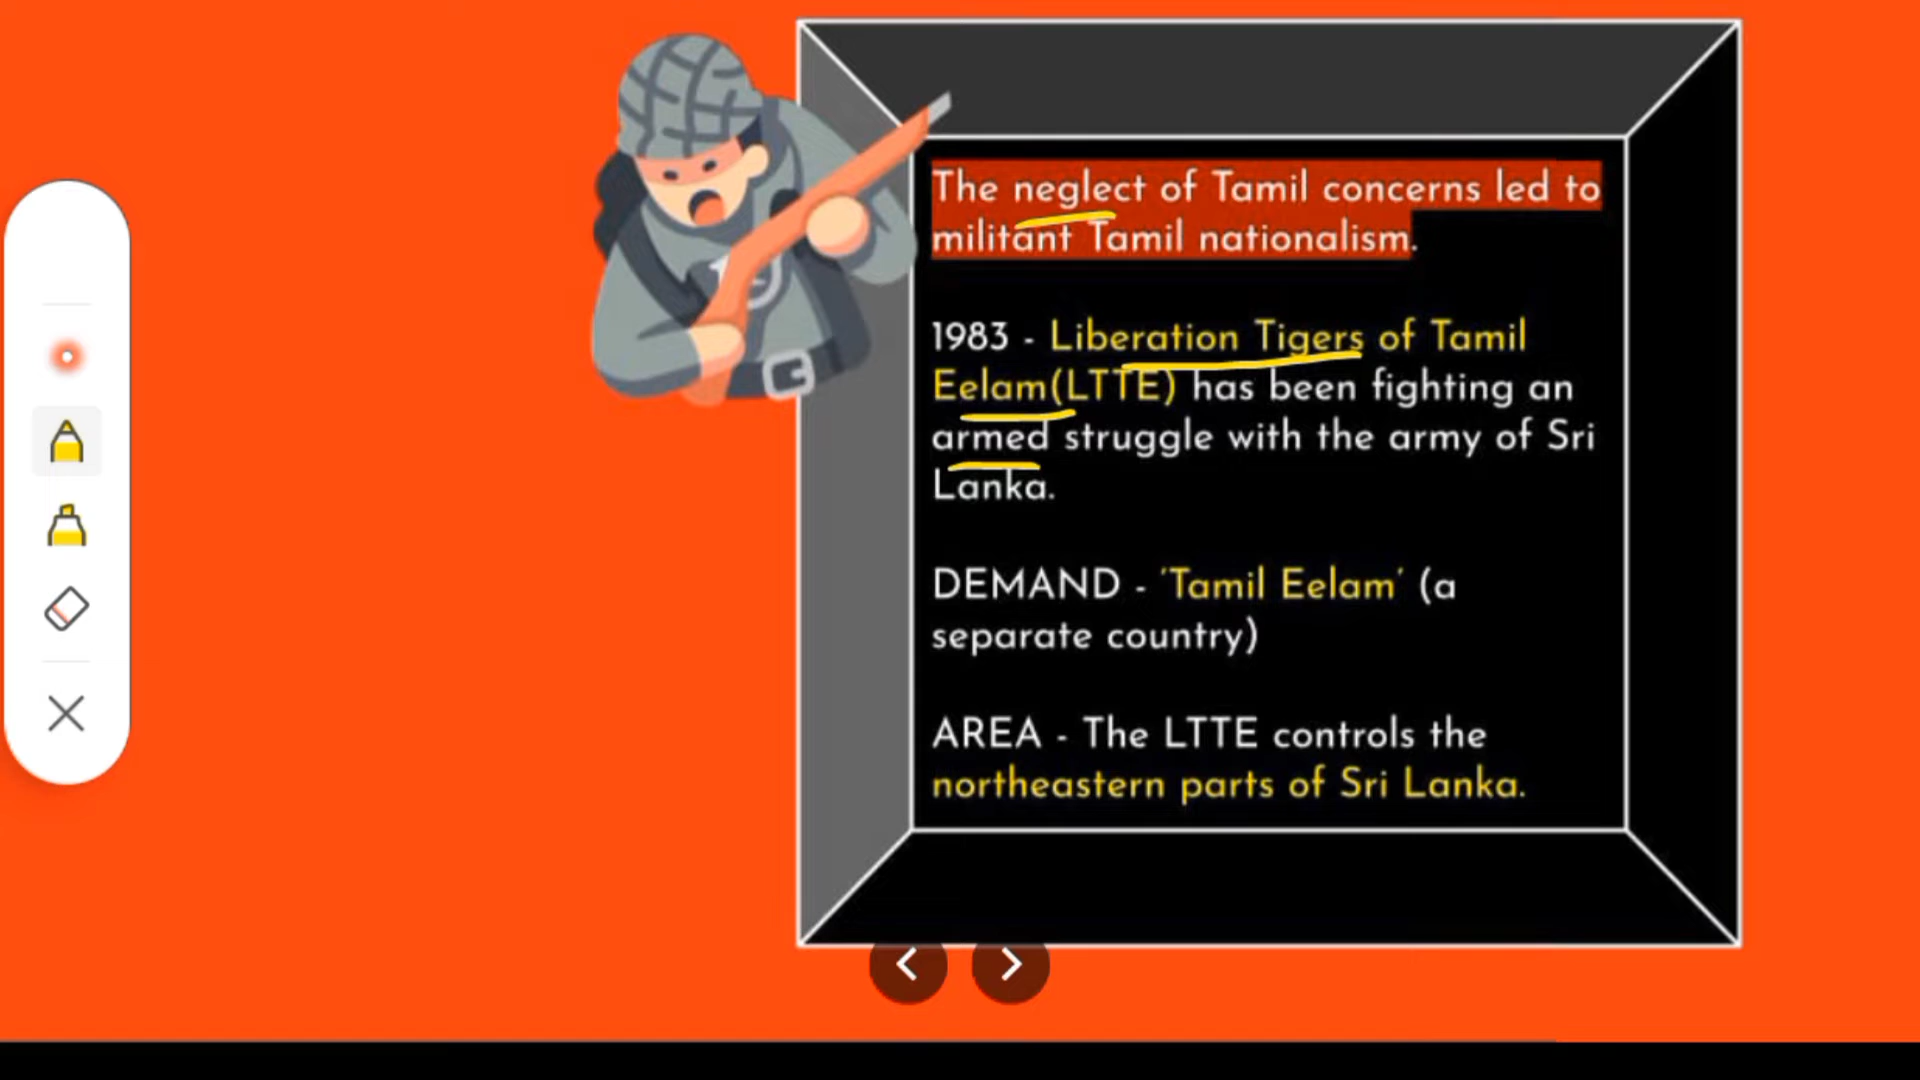 The neglect of Tamil concerns led to
militant Tamil nationalism.
1983 - Liberation Tigers of Tamil
Eelam(LTTE) has been fighting an
armed struggle with the army of Sri
Lanka.
DEMAND - 'Tamil Eelam' (a
separate country)
AREA - The LTTE controls the
northeastern parts of Sri Lanka.